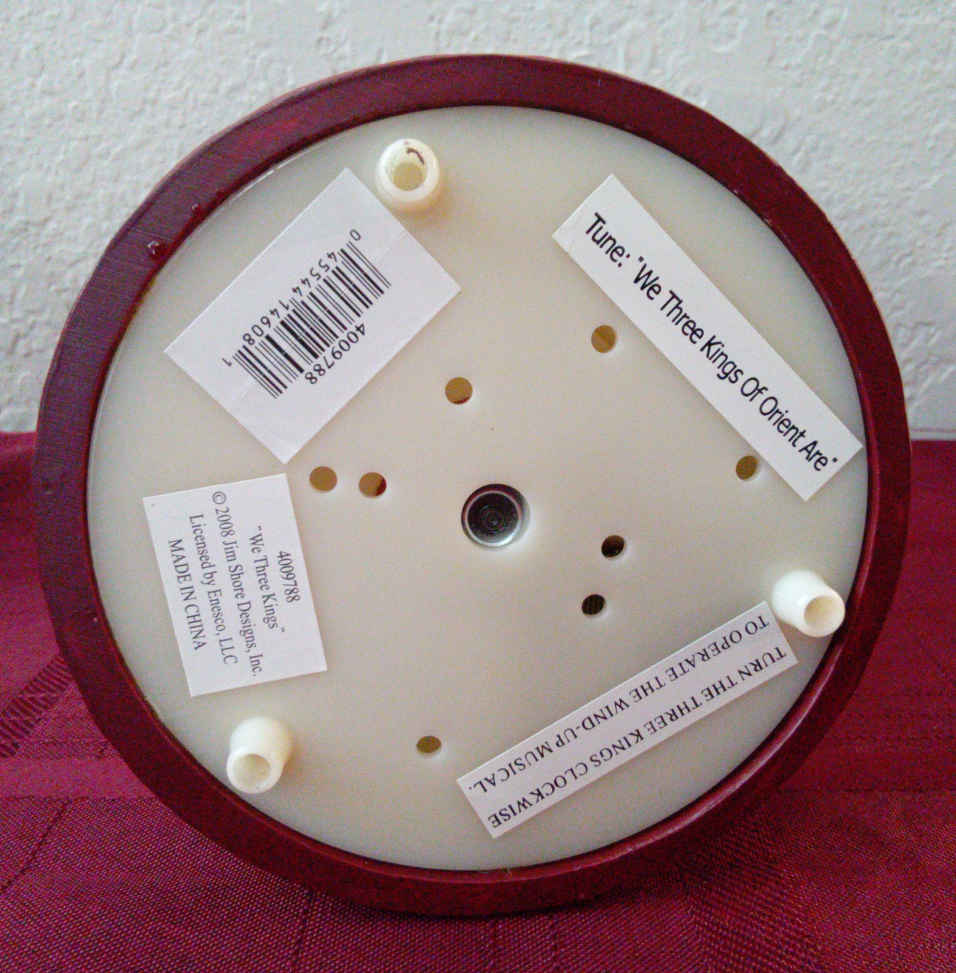 Tune: "We Three Kings Of Orient Are"
4009788
0 45544 14608 1
4009788
"We Three Kings"
© 2008 Jim Shore Designs, Inc.
Licensed by Enesco, LLC
MADE IN CHINA
TURN THE THREE KINGS CLOCKWISE
TO OPERATE THE WIND-UP MUSICAL.